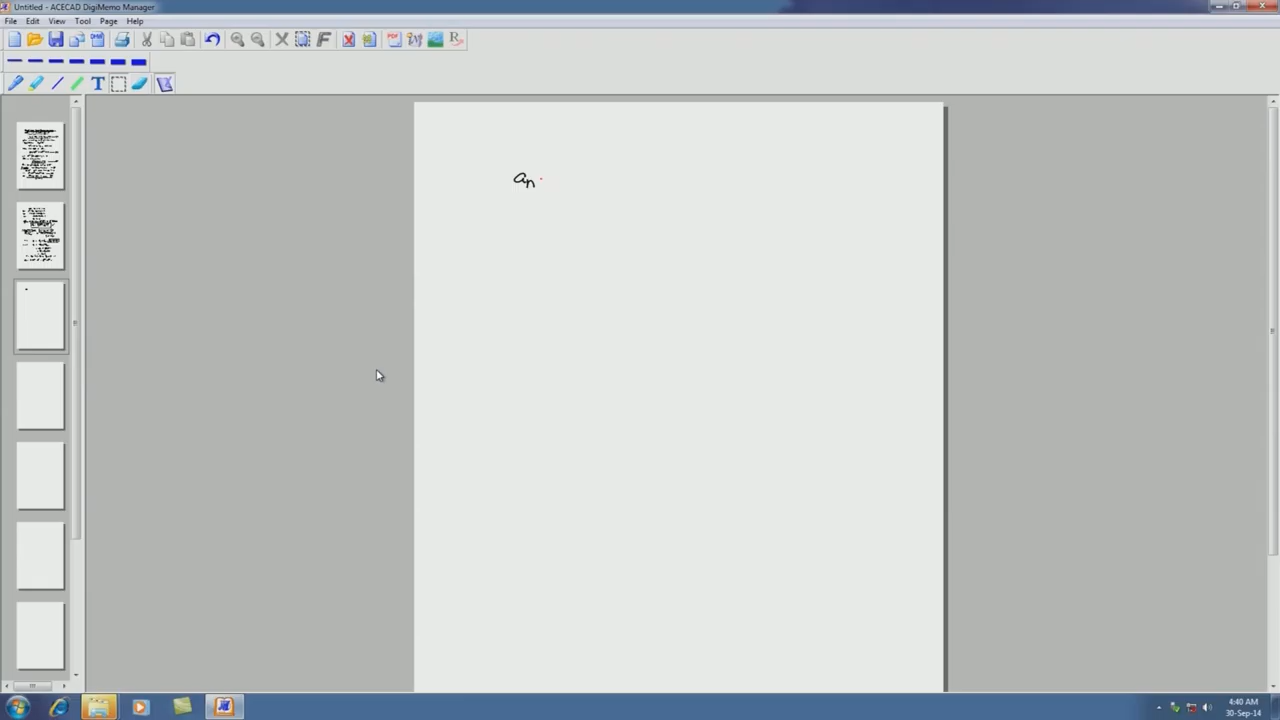 Untitled - ACECAD DigiMemo Manager
File Edit View Tool Page Help
an
4:40 AM
30-Sep-14